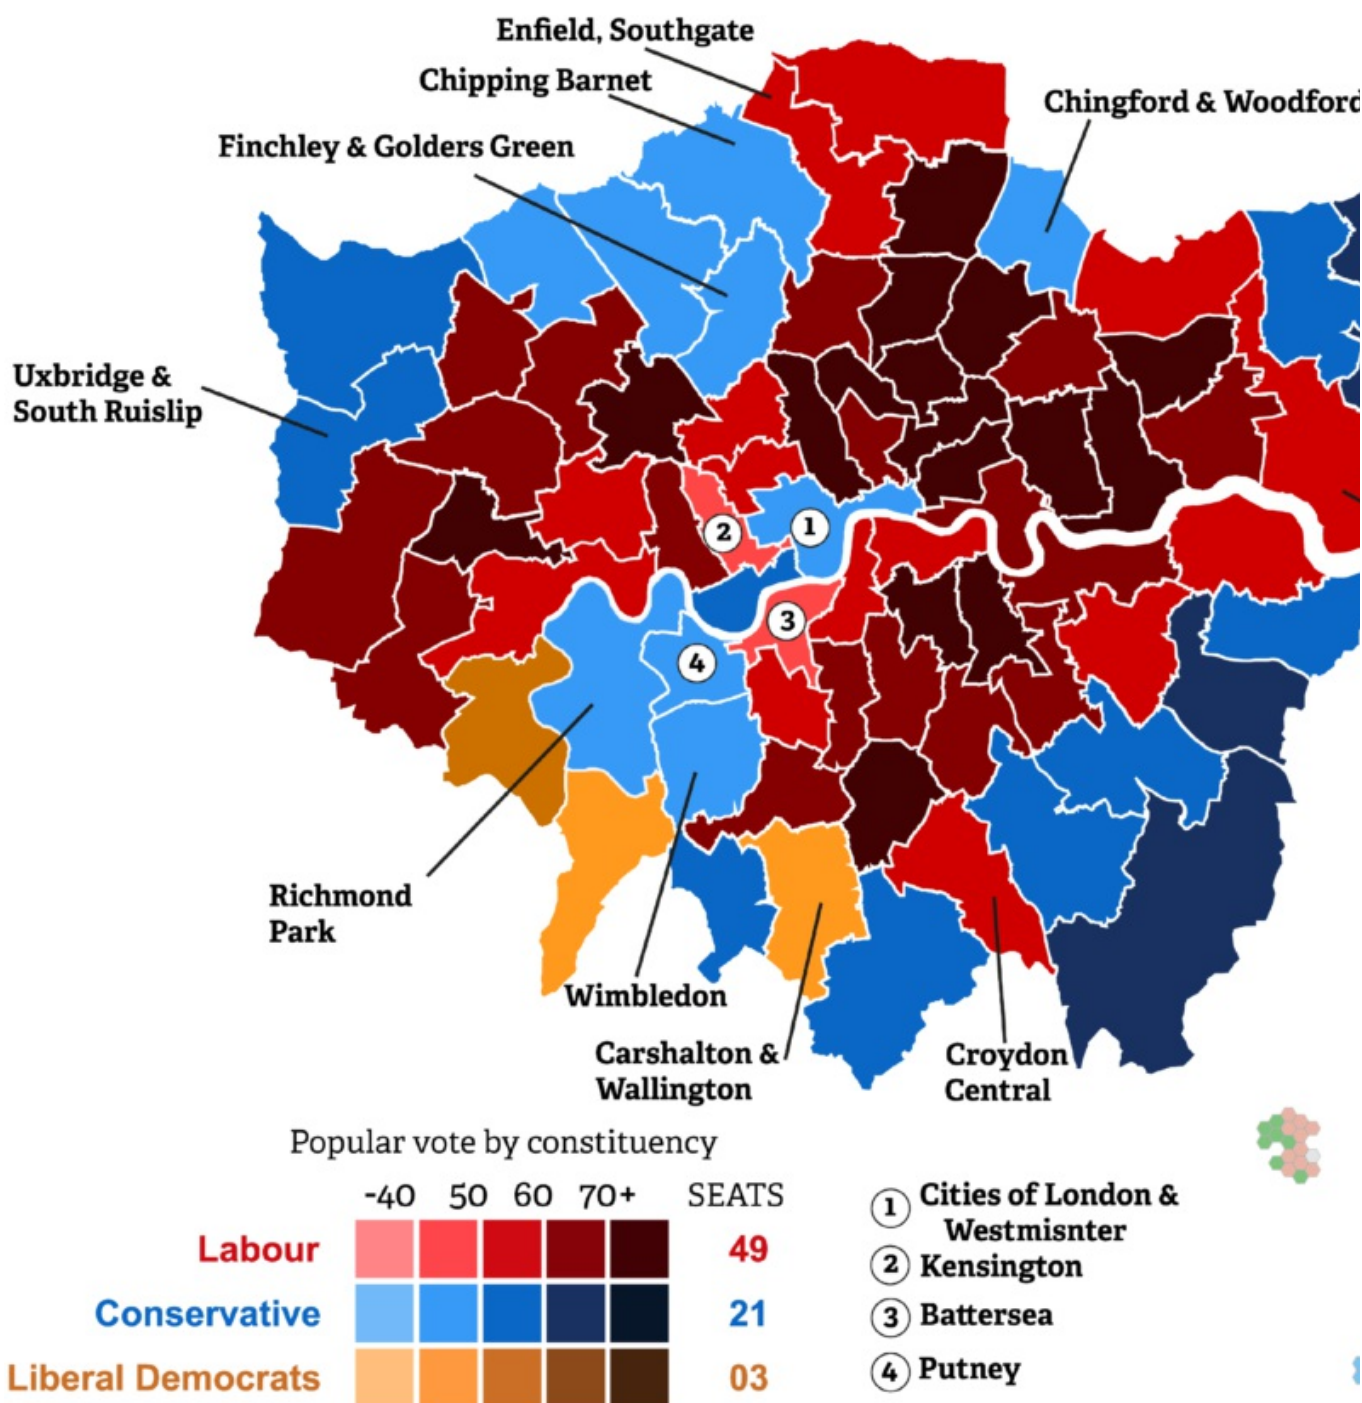 Enfield, Southgate
Chipping Barnet
Chingford & Woodford
Finchley & Golders Green
Uxbridge &
South Ruislip
2
1
3
4
Richmond
Park
Wimbledon
Carshalton &
Wallington
Croydon
Central
Popular vote by constituency
-40 50 60 70+ SEATS
Labour 49
Conservative 21
Liberal Democrats 03
1 Cities of London &
Westmisnter
2 Kensington
3 Battersea
4 Putney